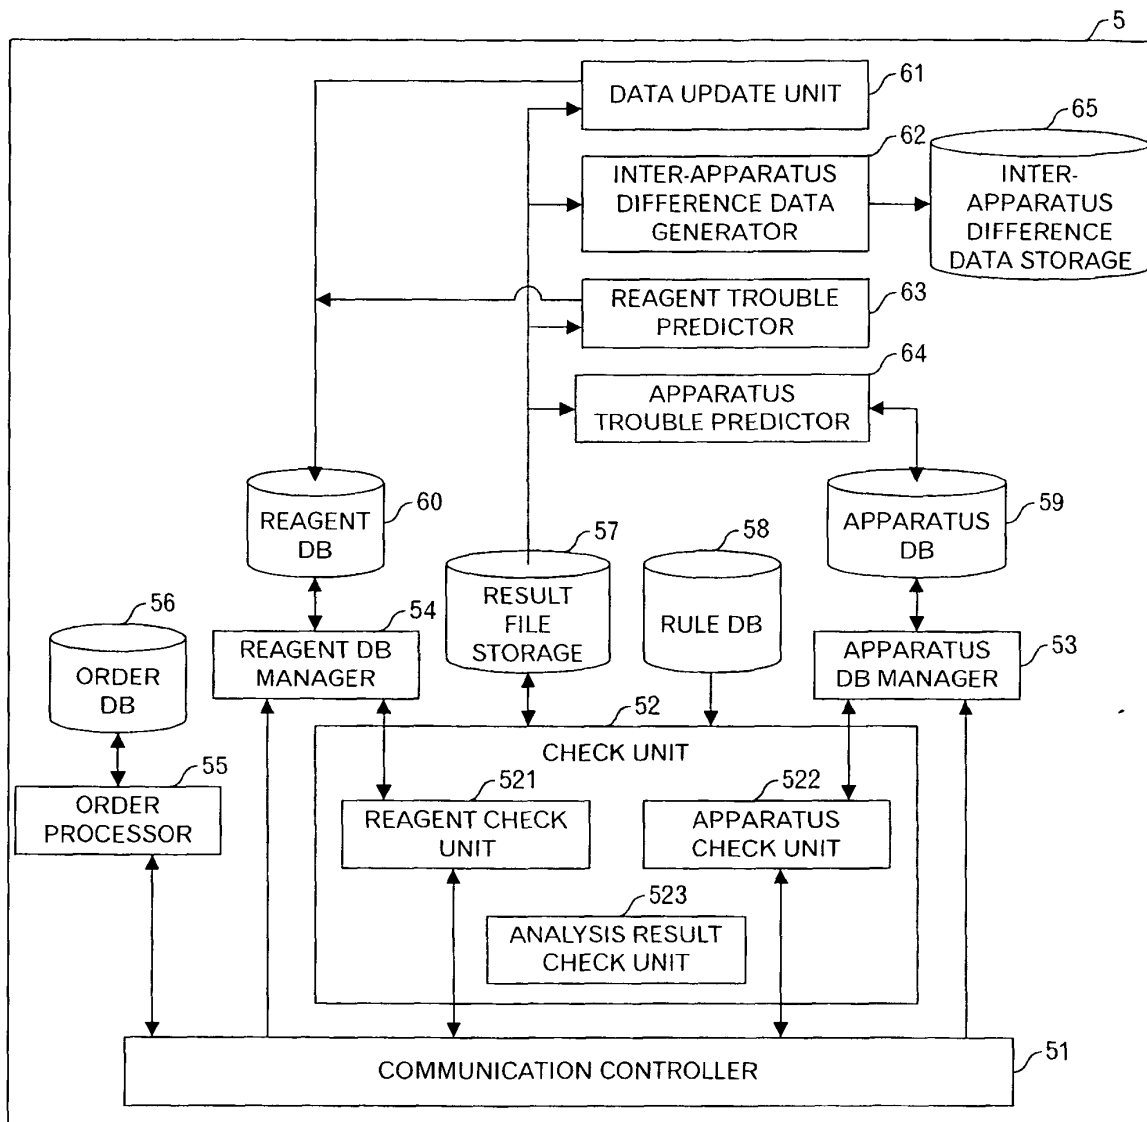 5
DATA UPDATE UNIT
61
65
62
INTER-APPARATUS
DIFFERENCE DATA
GENERATOR
INTER-
APPARATUS
DIFFERENCE
DATA STORAGE
REAGENT TROUBLE
PREDICTOR
63
64
APPARATUS
TROUBLE PREDICTOR
REAGENT
DB
60
57
58
APPARATUS
DB
59
56
ORDER
DB
54
REAGENT DB
MANAGER
RESULT
FILE
STORAGE
RULE DB
APPARATUS
DB MANAGER
53
52
CHECK UNIT
55
ORDER
PROCESSOR
521
REAGENT CHECK
UNIT
522
APPARATUS
CHECK UNIT
523
ANALYSIS RESULT
CHECK UNIT
COMMUNICATION CONTROLLER
51